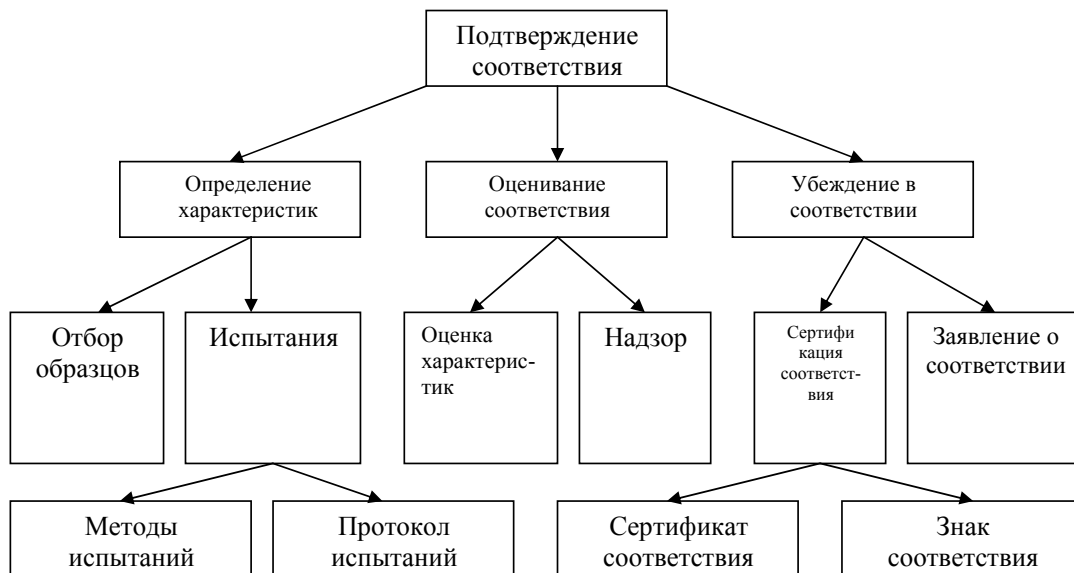 Подтверждение
соответствия
Определение
характеристик
Оценивание
соответствия
Убеждение в
соответствии
Отбор
образцов
Испытания
Оценка
характерис-
тик
Надзор
Сертифи
кация
соответст-
вия
Заявление о
соответствии
Методы
испытаний
Протокол
испытаний
Сертификат
соответствия
Знак
соответствия